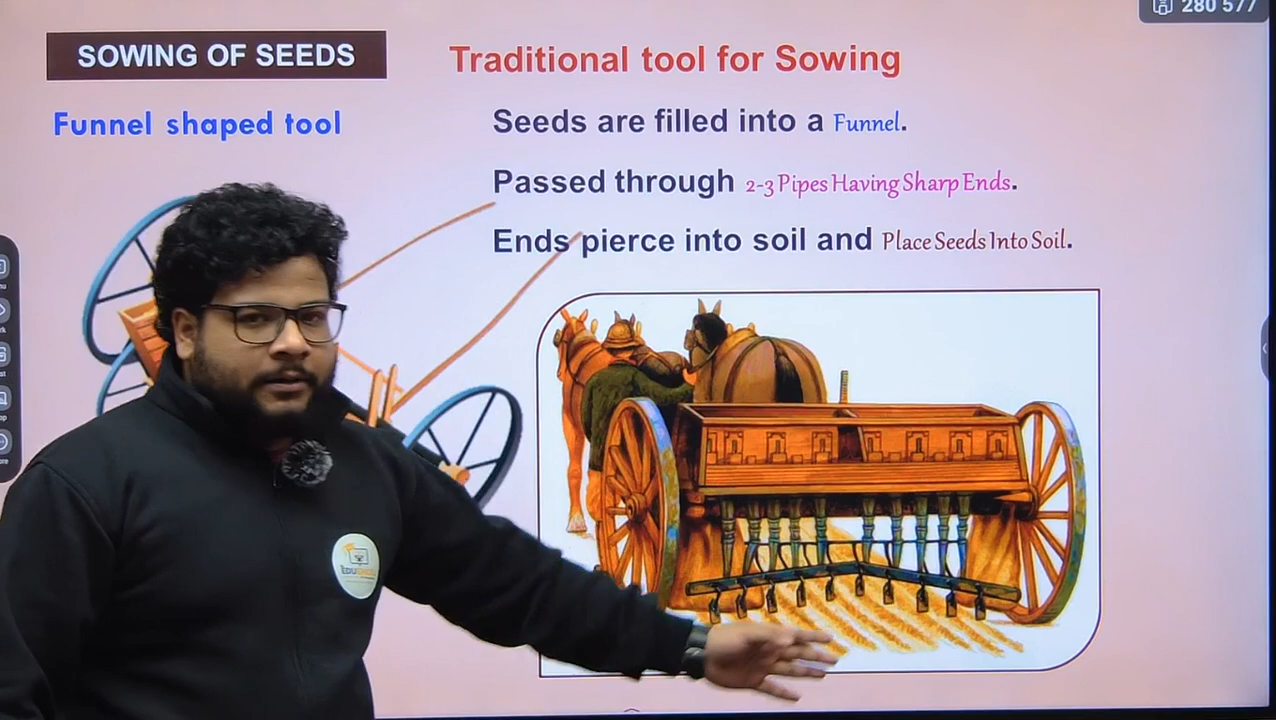 280 577
SOWING OF SEEDS
Traditional tool for Sowing
Funnel shaped tool
Seeds are filled into a Funnel.
Passed through 2-3 Pipes Having Sharp Ends.
Ends pierce into soil and Place Seeds Into Soil.